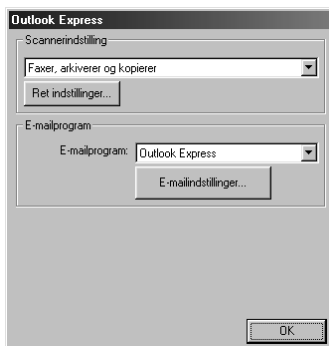 Outlook Express
Scannerindstilling
Faxer, arkiverer og kopierer
Ret indstillinger...
E-mailprogram
E-mailprogram: Outlook Express
E-mailindstillinger...
OK